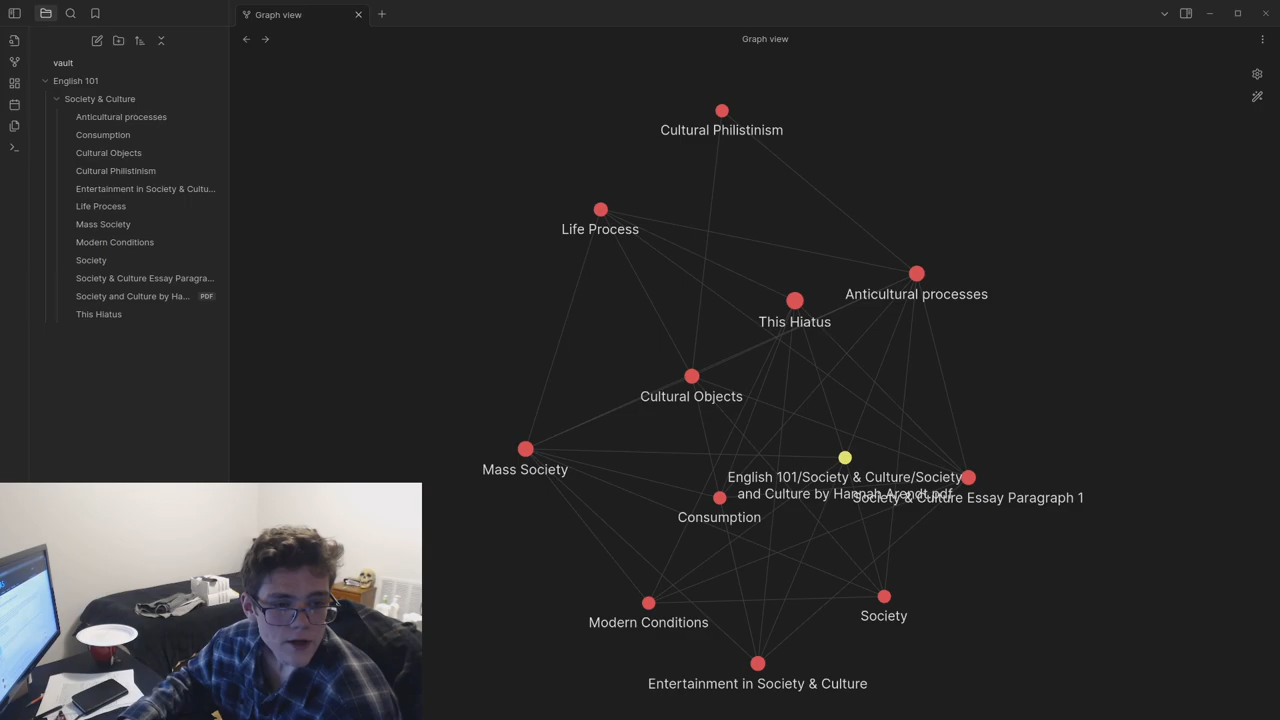 Graph view
Graph view
vault
English 101
Society & Culture
Anticultural processes
Consumption
Cultural Objects
Cultural Philistinism
Entertainment in Society & Cultu...
Life Process
Mass Society
Modern Conditions
Society
Society & Culture Essay Paragra...
Society and Culture by Ha... PDF
This Hiatus
Cultural Philistinism
Life Process
Anticultural processes
This Hiatus
Cultural Objects
Mass Society
English 101/Society & Culture/Society
and Culture by Hannah Arendt.pdf
Society & Culture Essay Paragraph 1
Consumption
Society
Modern Conditions
Entertainment in Society & Culture